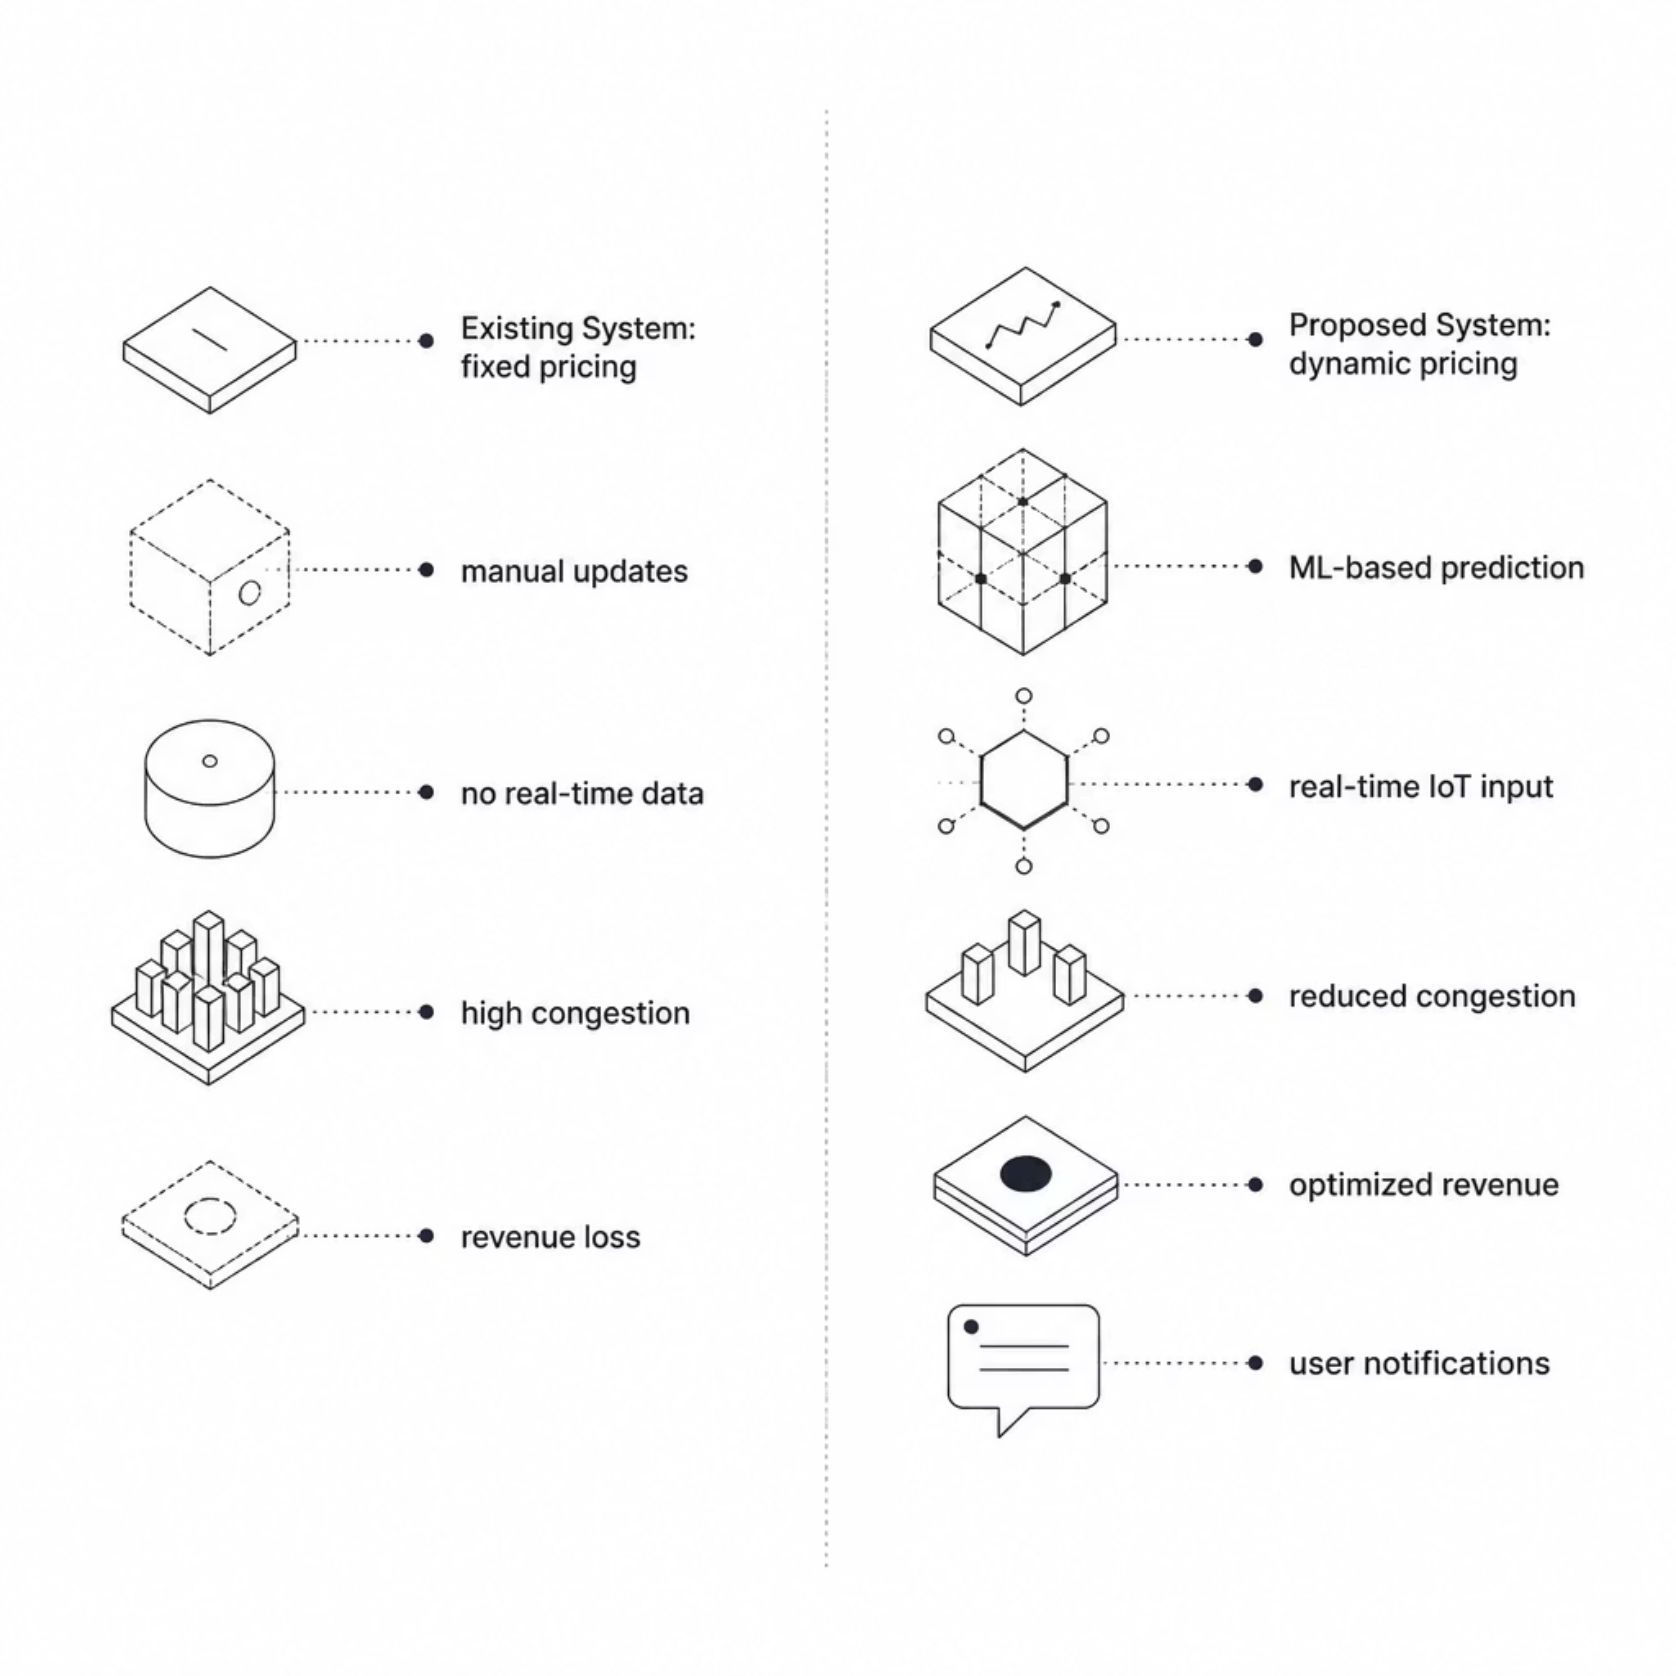 Existing System:
fixed pricing
manual updates
no real-time data
high congestion
revenue loss
Proposed System:
dynamic pricing
ML-based prediction
real-time IoT input
reduced congestion
optimized revenue
user notifications